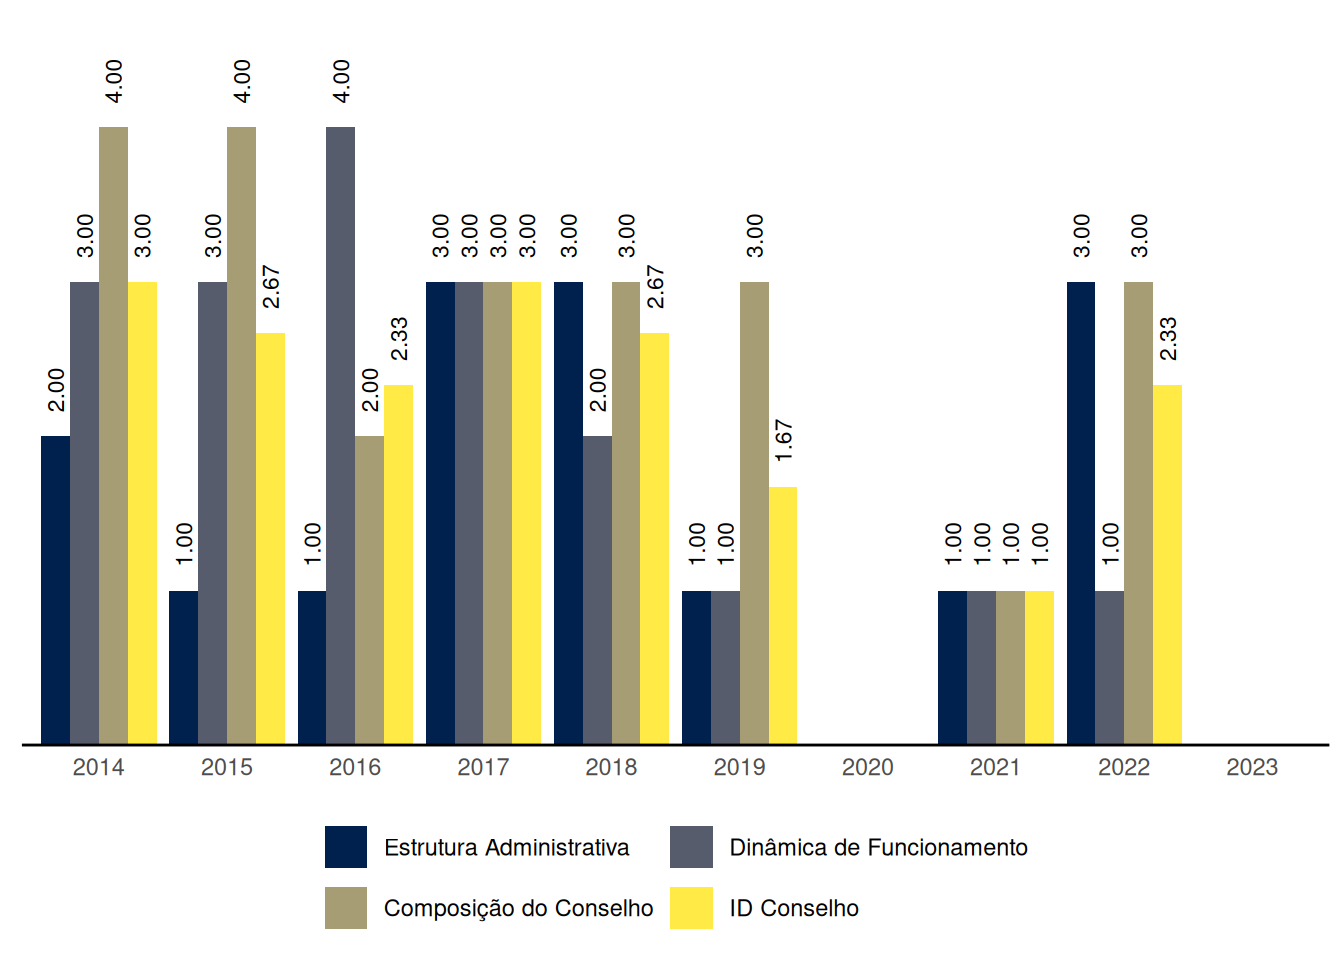 4.00 4.00 4.00
3.00 3.00 3.00 3.00 3.00 3.00 3.00 3.00 3.00 3.00 3.00 3.00
2.67 2.67
2.33 2.33
2.00 2.00 2.00
1.67
1.00 1.00 1.00 1.00 1.00 1.00 1.00 1.00 1.00
2014 2015 2016 2017 2018 2019 2020 2021 2022 2023
Estrutura Administrativa Dinâmica de Funcionamento
Composição do Conselho ID Conselho